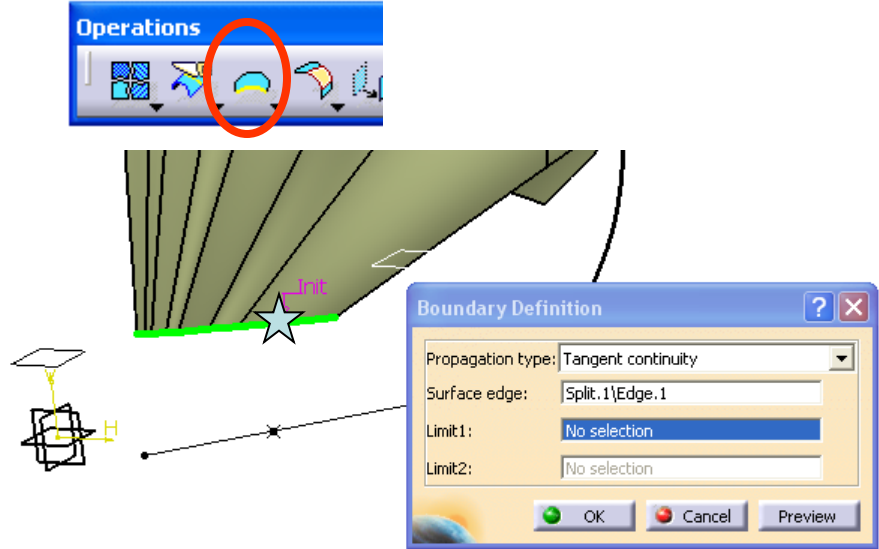 Operations
Init
H
Boundary Definition
Propagation type: Tangent continuity
Surface edge: Split.1\Edge.1
Limit1: No selection
Limit2: No selection
OK Cancel Preview